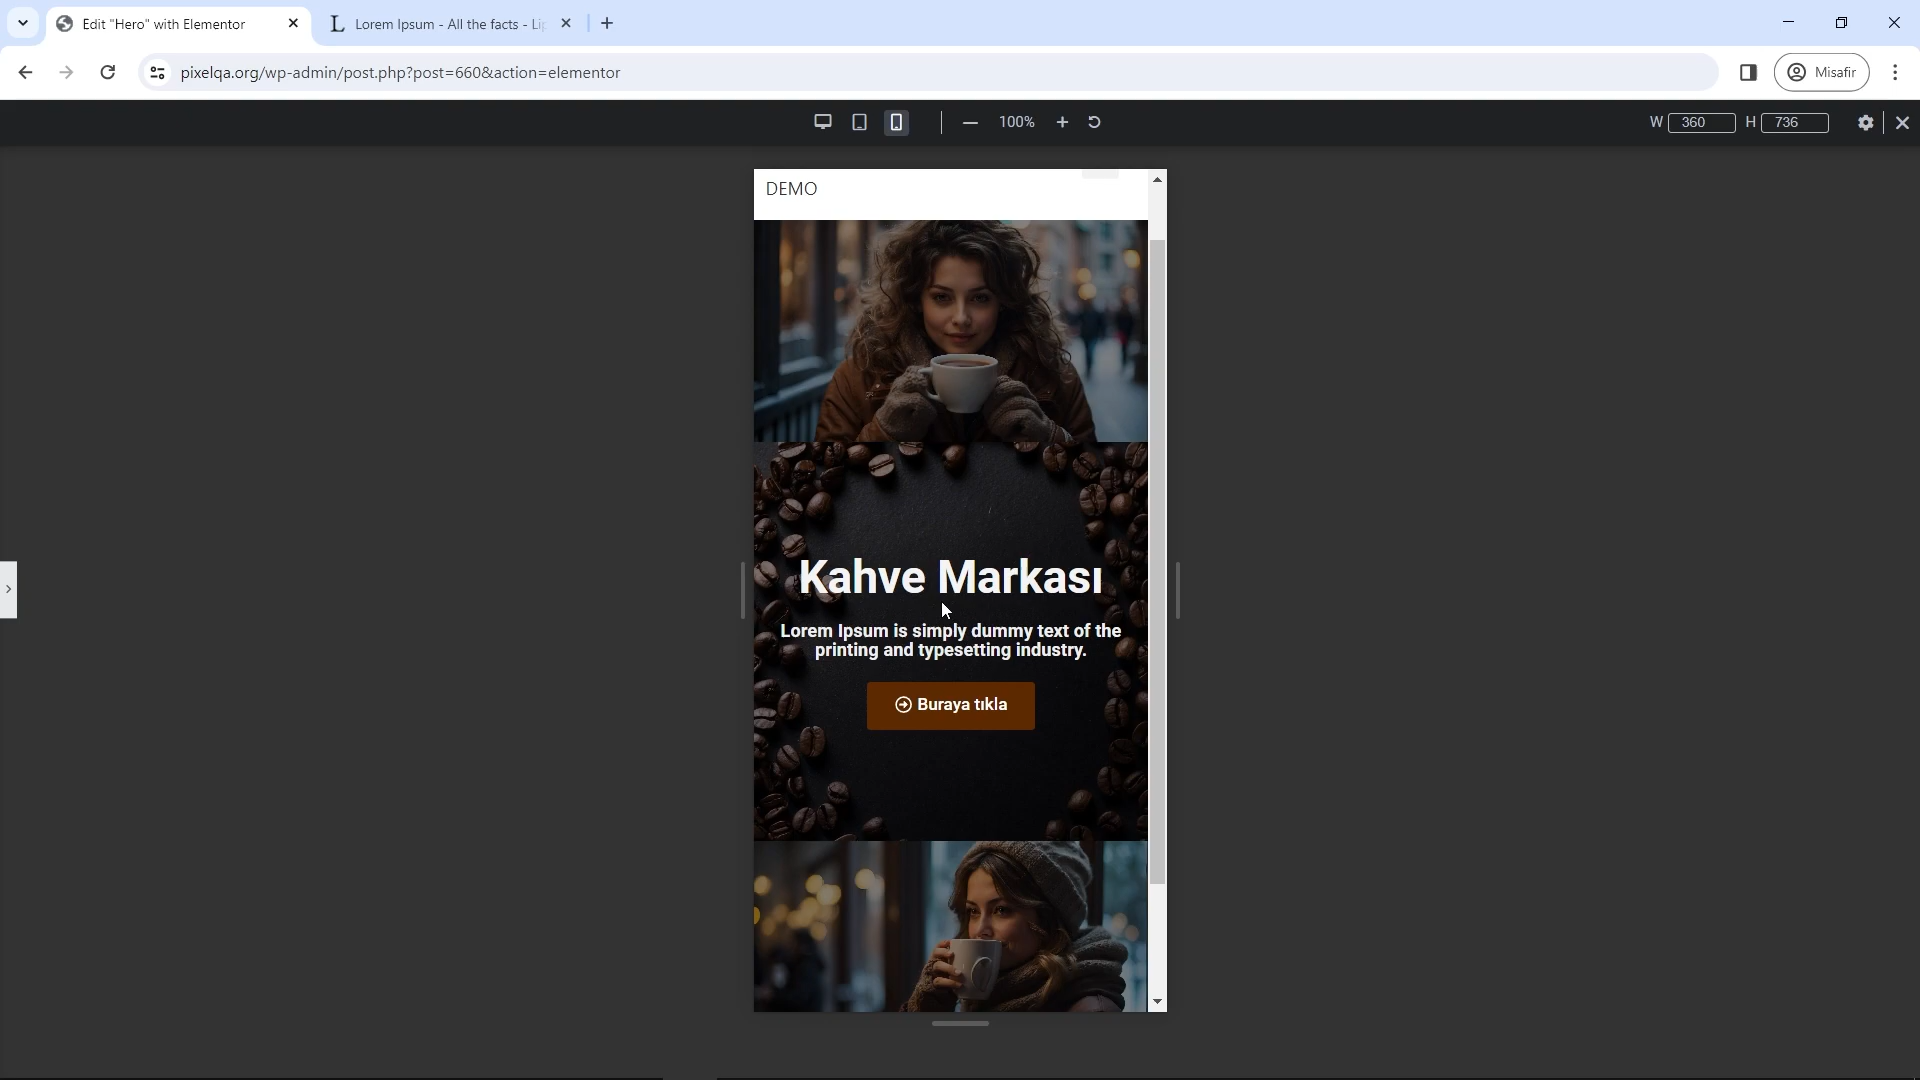 Edit "Hero" with Elementor
Lorem Ipsum - All the facts - Li
pixelqa.org/wp-admin/post.php?post=660&action=elementor
Misafir
100%
W 360 H 736
DEMO
Kahve Markası
Lorem Ipsum is simply dummy text of the
printing and typesetting industry.
Buraya tıkla